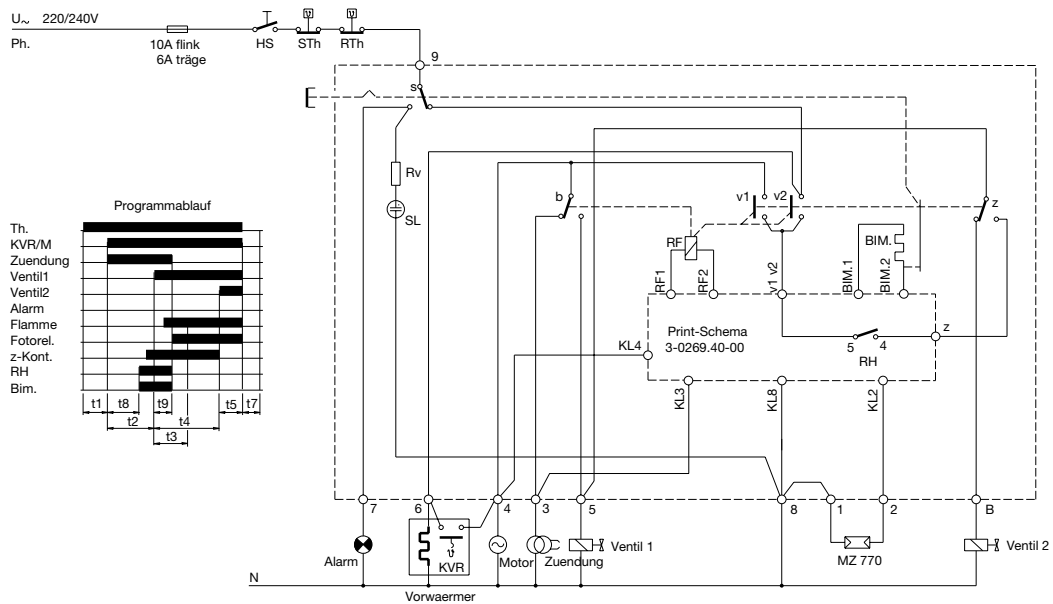 U~ 220/240V
Ph.
10A flink
6A träge
HS
STh
RTh
9
s
Rv
SL
b
v1
v2
z
RF
BIM.
RF1
RF2
v1 v2
BIM.1
BIM.2
Print-Schema
3-0269.40-00
KL4
5
4
RH
z
KL3
KL8
KL2
Programmablauf
Th.
KVR/M
Zuendung
Ventil1
Ventil2
Alarm
Flamme
Fotorel.
z-Kont.
RH
Bim.
t1
t8
t9
t5
t7
t2
t4
t3
7
6
4
3
5
8
1
2
B
Alarm
KVR
Motor
Zuendung
Ventil 1
MZ 770
Ventil 2
N
Vorwaermer